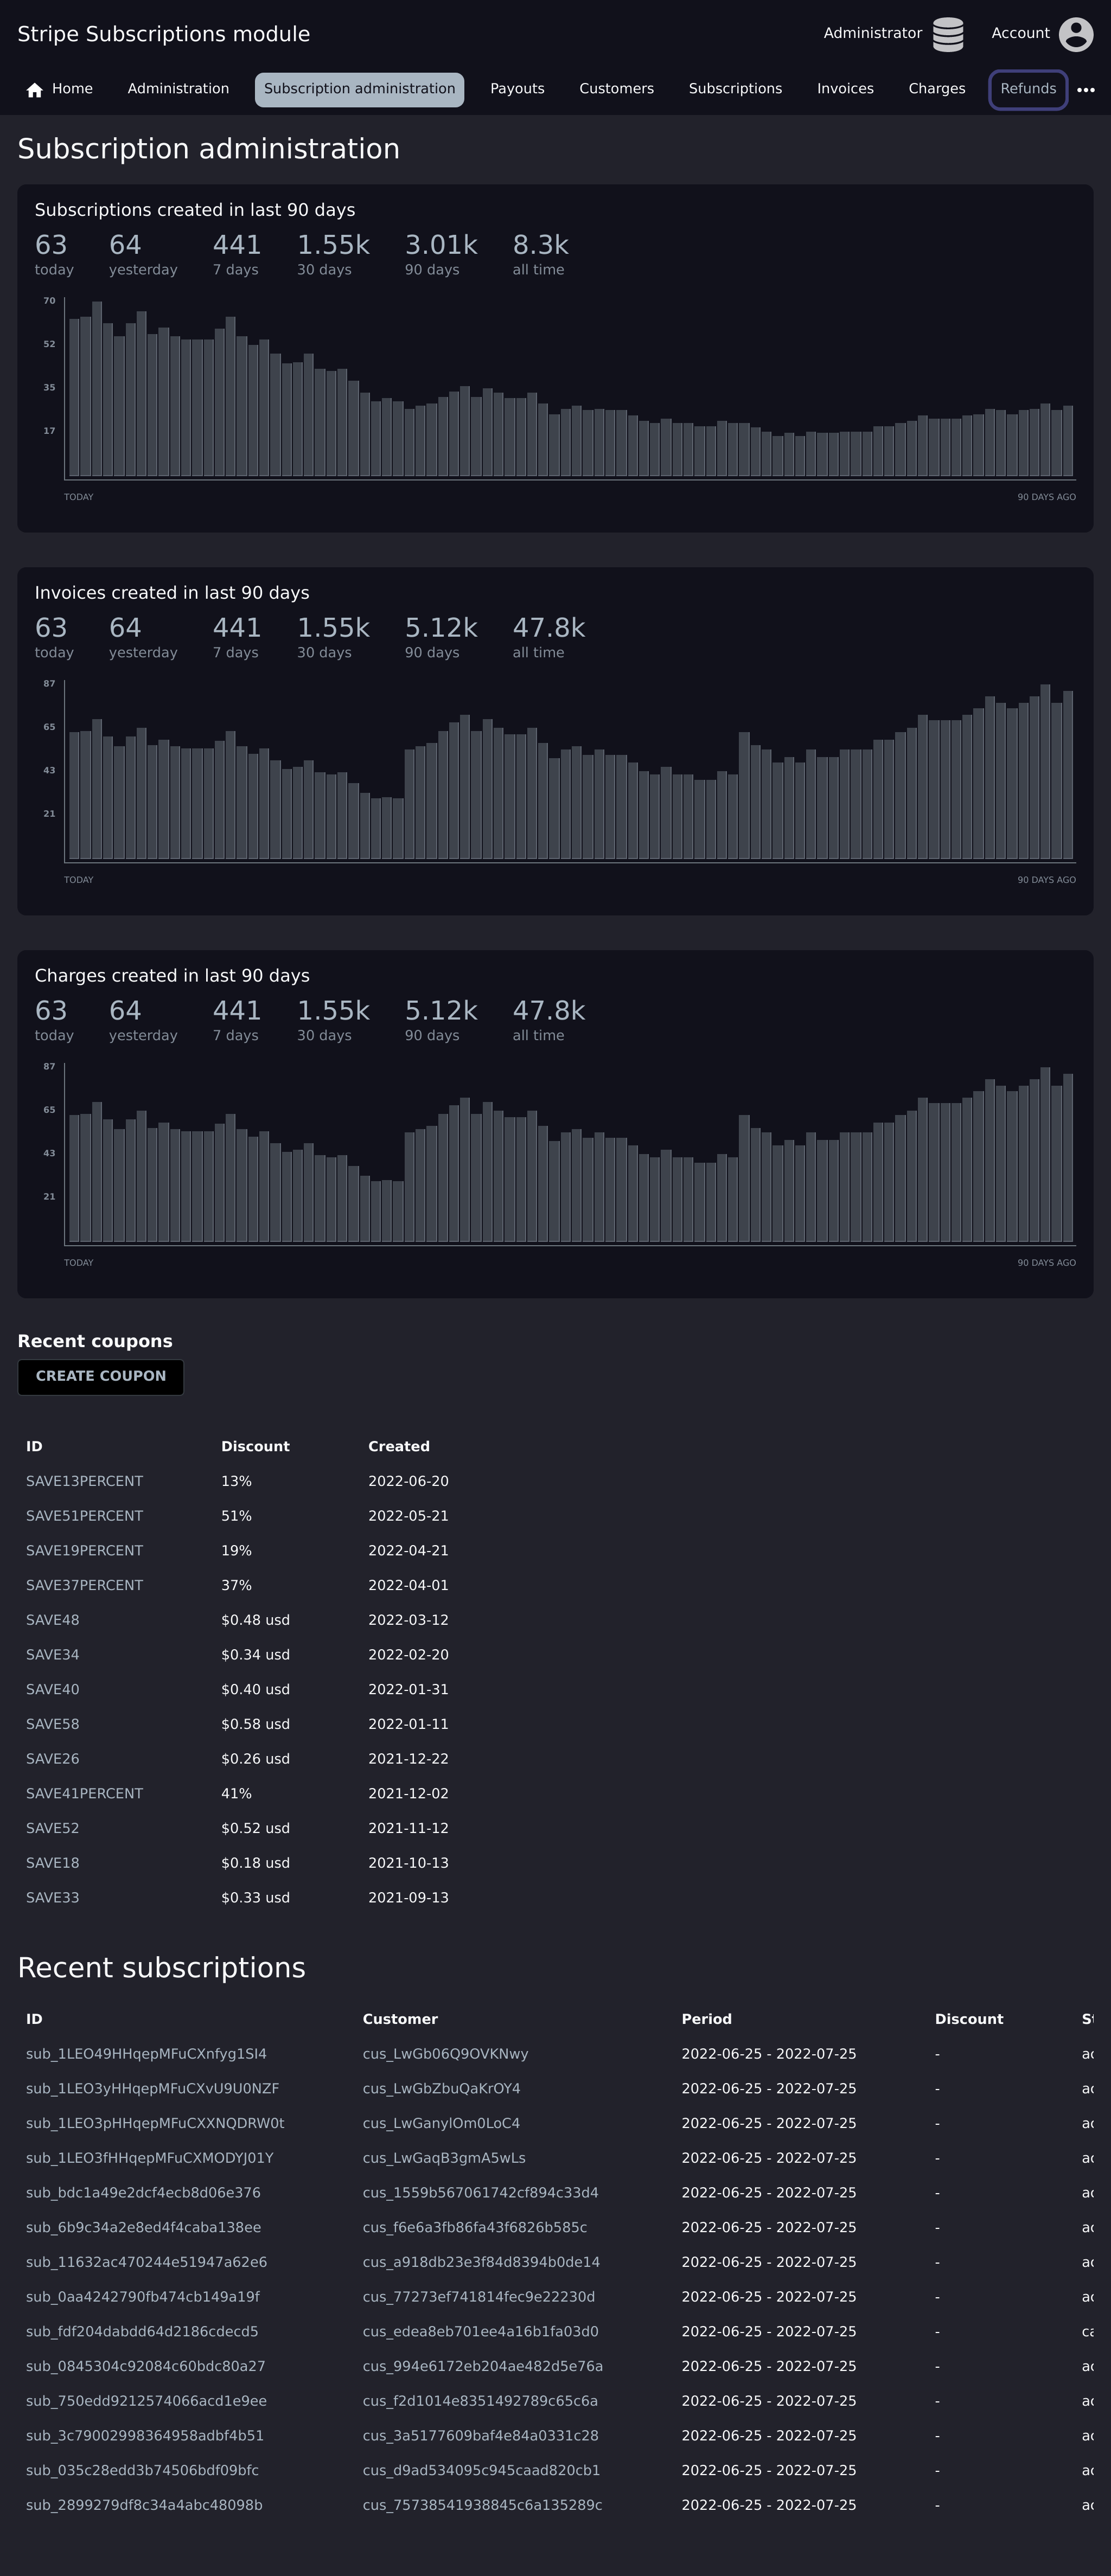 Stripe Subscriptions module
Administrator Account
Home Administration Subscription administration Payouts Customers Subscriptions Invoices Charges Refunds
Subscription administration
Subscriptions created in last 90 days
63 64 441 1.55k 3.01k 8.3k
today yesterday 7 days 30 days 90 days all time
70
52
35
17
TODAY 90 DAYS AGO
Invoices created in last 90 days
63 64 441 1.55k 5.12k 47.8k
today yesterday 7 days 30 days 90 days all time
87
65
43
21
TODAY 90 DAYS AGO
Charges created in last 90 days
63 64 441 1.55k 5.12k 47.8k
today yesterday 7 days 30 days 90 days all time
87
65
43
21
TODAY 90 DAYS AGO
Recent coupons
CREATE COUPON
ID Discount Created
SAVE13PERCENT 13% 2022-06-20
SAVE51PERCENT 51% 2022-05-21
SAVE19PERCENT 19% 2022-04-21
SAVE37PERCENT 37% 2022-04-01
SAVE48 $0.48 usd 2022-03-12
SAVE34 $0.34 usd 2022-02-20
SAVE40 $0.40 usd 2022-01-31
SAVE58 $0.58 usd 2022-01-11
SAVE26 $0.26 usd 2021-12-22
SAVE41PERCENT 41% 2021-12-02
SAVE52 $0.52 usd 2021-11-12
SAVE18 $0.18 usd 2021-10-13
SAVE33 $0.33 usd 2021-09-13
Recent subscriptions
ID Customer Period Discount
sub_1LEO49HHqepMFuCXnfyg1SI4 cus_LwGb06Q9OVKNwy 2022-06-25 - 2022-07-25 -
sub_1LEO3yHHqepMFuCXvU9U0NZF cus_LwGbZbuQaKrOY4 2022-06-25 - 2022-07-25 -
sub_1LEO3pHHqepMFuCXXNQDRW0t cus_LwGanylOm0LoC4 2022-06-25 - 2022-07-25 -
sub_1LEO3fHHqepMFuCXMODYJ01Y cus_LwGaqB3gmA5wLs 2022-06-25 - 2022-07-25 -
sub_bdc1a49e2dcf4ecb8d06e376 cus_1559b567061742cf894c33d4 2022-06-25 - 2022-07-25 -
sub_6b9c34a2e8ed4f4caba138ee cus_f6e6a3fb86fa43f6826b585c 2022-06-25 - 2022-07-25 -
sub_11632ac470244e51947a62e6 cus_a918db23e3f84d8394b0de14 2022-06-25 - 2022-07-25 -
sub_0aa4242790fb474cb149a19f cus_77273ef741814fec9e22230d 2022-06-25 - 2022-07-25 -
sub_fdf204dabdd64d2186cdecd5 cus_edea8eb701ee4a16b1fa03d0 2022-06-25 - 2022-07-25 -
sub_0845304c92084c60bdc80a27 cus_994e6172eb204ae482d5e76a 2022-06-25 - 2022-07-25 -
sub_750edd9212574066acd1e9ee cus_f2d1014e8351492789c65c6a 2022-06-25 - 2022-07-25 -
sub_3c79002998364958adbf4b51 cus_3a5177609baf4e84a0331c28 2022-06-25 - 2022-07-25 -
sub_035c28edd3b74506bdf09bfc cus_d9ad534095c945caad820cb1 2022-06-25 - 2022-07-25 -
sub_2899279df8c34a4abc48098b cus_75738541938845c6a135289c 2022-06-25 - 2022-07-25 -